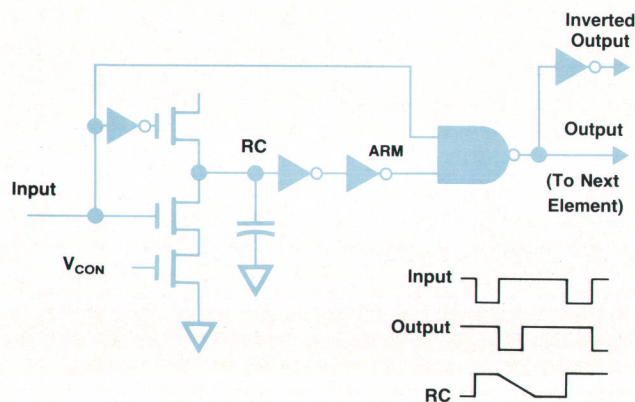 Inverted
Output
RC
ARM
Output
(To Next
Element)
Input
VCON
Input
Output
RC